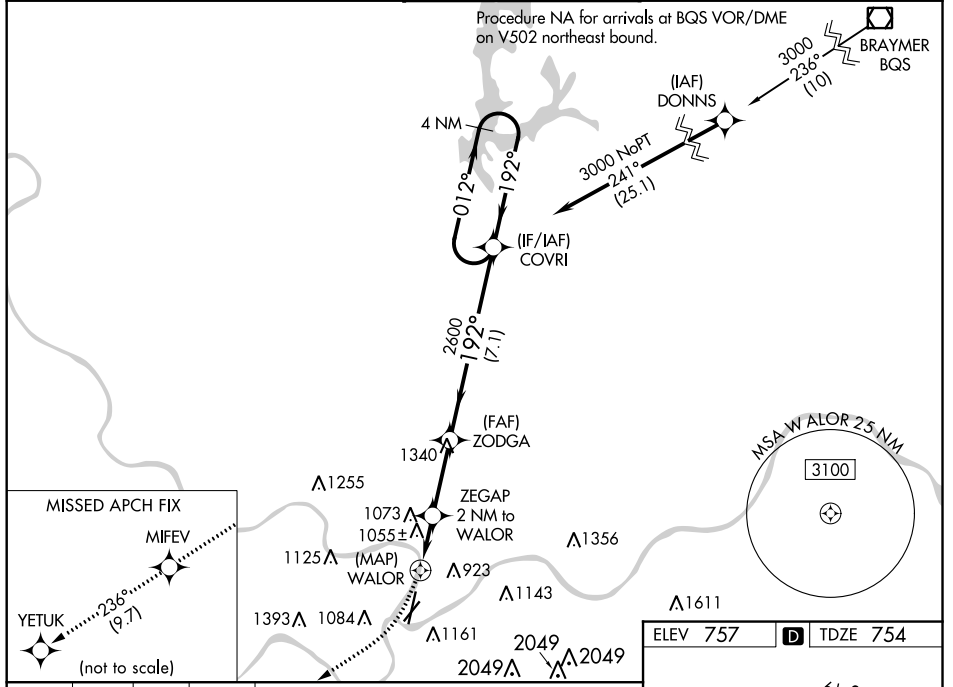 Procedure NA for arrivals at BQS VOR/DME
on V502 northeast bound.
BRAYMER
BQS
3000
236°
(10)
(IAF)
DONNS
3000 NoPT
241°
(25.1)
4 NM
012°
192°
(IF/IAF)
COVRI
2600
192°
(7.1)
(FAF)
ZODGA
1340
1255
ZEGAP
2 NM to
WALOR
1073
1055±
1125
(MAP)
WALOR
923
1356
1143
1393
1084
1161
1611
2049
2049
2049
MSA W ALOR 25 NM
3100
MISSED APCH FIX
MIFEV
236°
(9.7)
YETUK
(not to scale)
ELEV 757 D TDZE 754